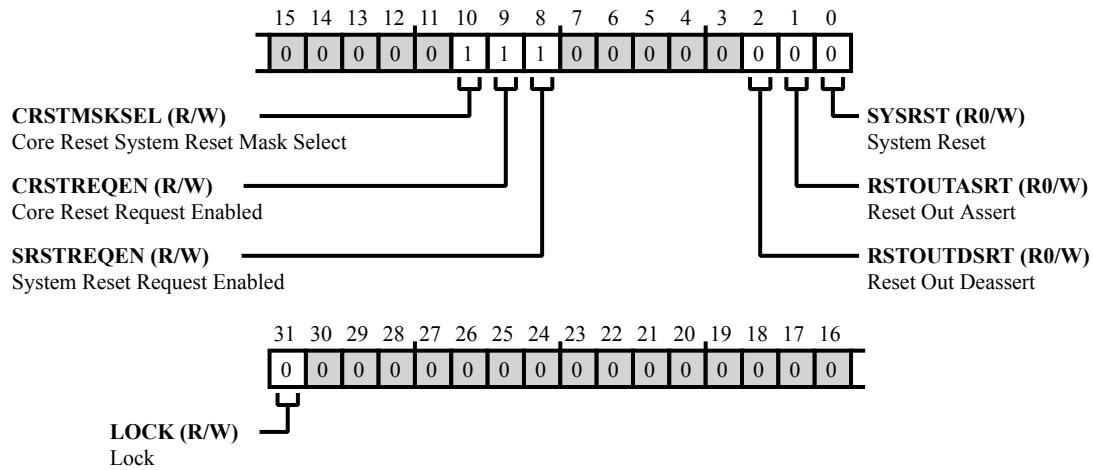 15 14 13 12 11 10 9 8 7 6 5 4 3 2 1 0
0 0 0 0 0 1 1 1 0 0 0 0 0 0 0 0
CRSTMSKSEL (R/W)
Core Reset System Reset Mask Select
CRSTREQEN (R/W)
Core Reset Request Enabled
SRSTREQEN (R/W)
System Reset Request Enabled
SYSRST (R0/W)
System Reset
RSTOUTASRT (R0/W)
Reset Out Assert
RSTOUTDSRT (R0/W)
Reset Out Deassert
31 30 29 28 27 26 25 24 23 22 21 20 19 18 17 16
0 0 0 0 0 0 0 0 0 0 0 0 0 0 0 0
LOCK (R/W)
Lock